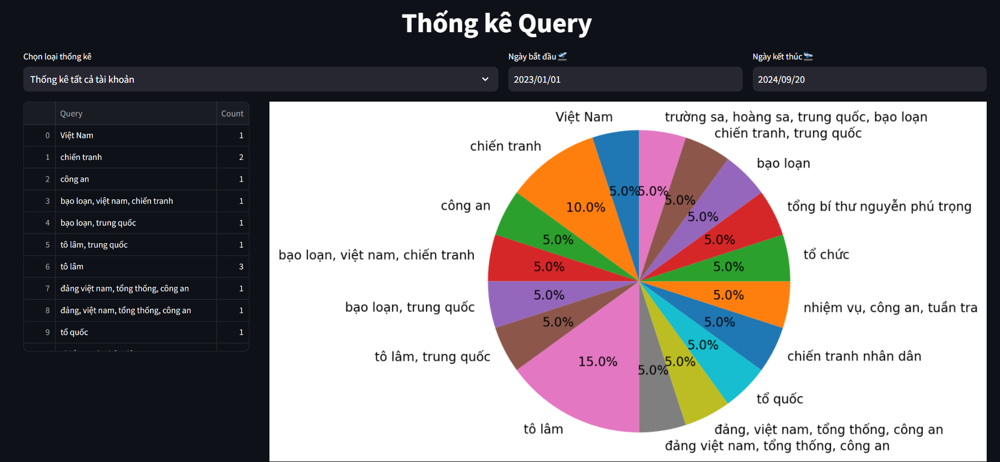 Thống kê Query
Chọn loại thống kê
Ngày bắt đầu
Ngày kết thúc
Thống kê tất cả tài khoản
2023/01/01
2024/09/20
Query Count
0 Việt Nam 1
1 chiến tranh 2
2 công an 1
3 bạo loạn, việt nam, chiến tranh 1
4 bạo loạn, trung quốc 1
5 tô lâm, trung quốc 1
6 tô lâm 3
7 đảng việt nam, tổng thống, công an 1
8 đảng, việt nam, tổng thống, công an 1
9 tổ quốc 1
Việt Nam
5.0%
chiến tranh
10.0%
công an
5.0%
bạo loạn, việt nam, chiến tranh
5.0%
bạo loạn, trung quốc
5.0%
tô lâm, trung quốc
5.0%
tô lâm
15.0%
đảng việt nam, tổng thống, công an
5.0%
đảng, việt nam, tổng thống, công an
5.0%
tổ quốc
5.0%
chiến tranh nhân dân
5.0%
nhiệm vụ, công an, tuần tra
5.0%
tổ chức
5.0%
tổng bí thư nguyễn phú trọng
5.0%
bạo loạn
5.0%
chiến tranh, trung quốc
5.0%
trường sa, hoàng sa, trung quốc, bạo loạn
5.0%